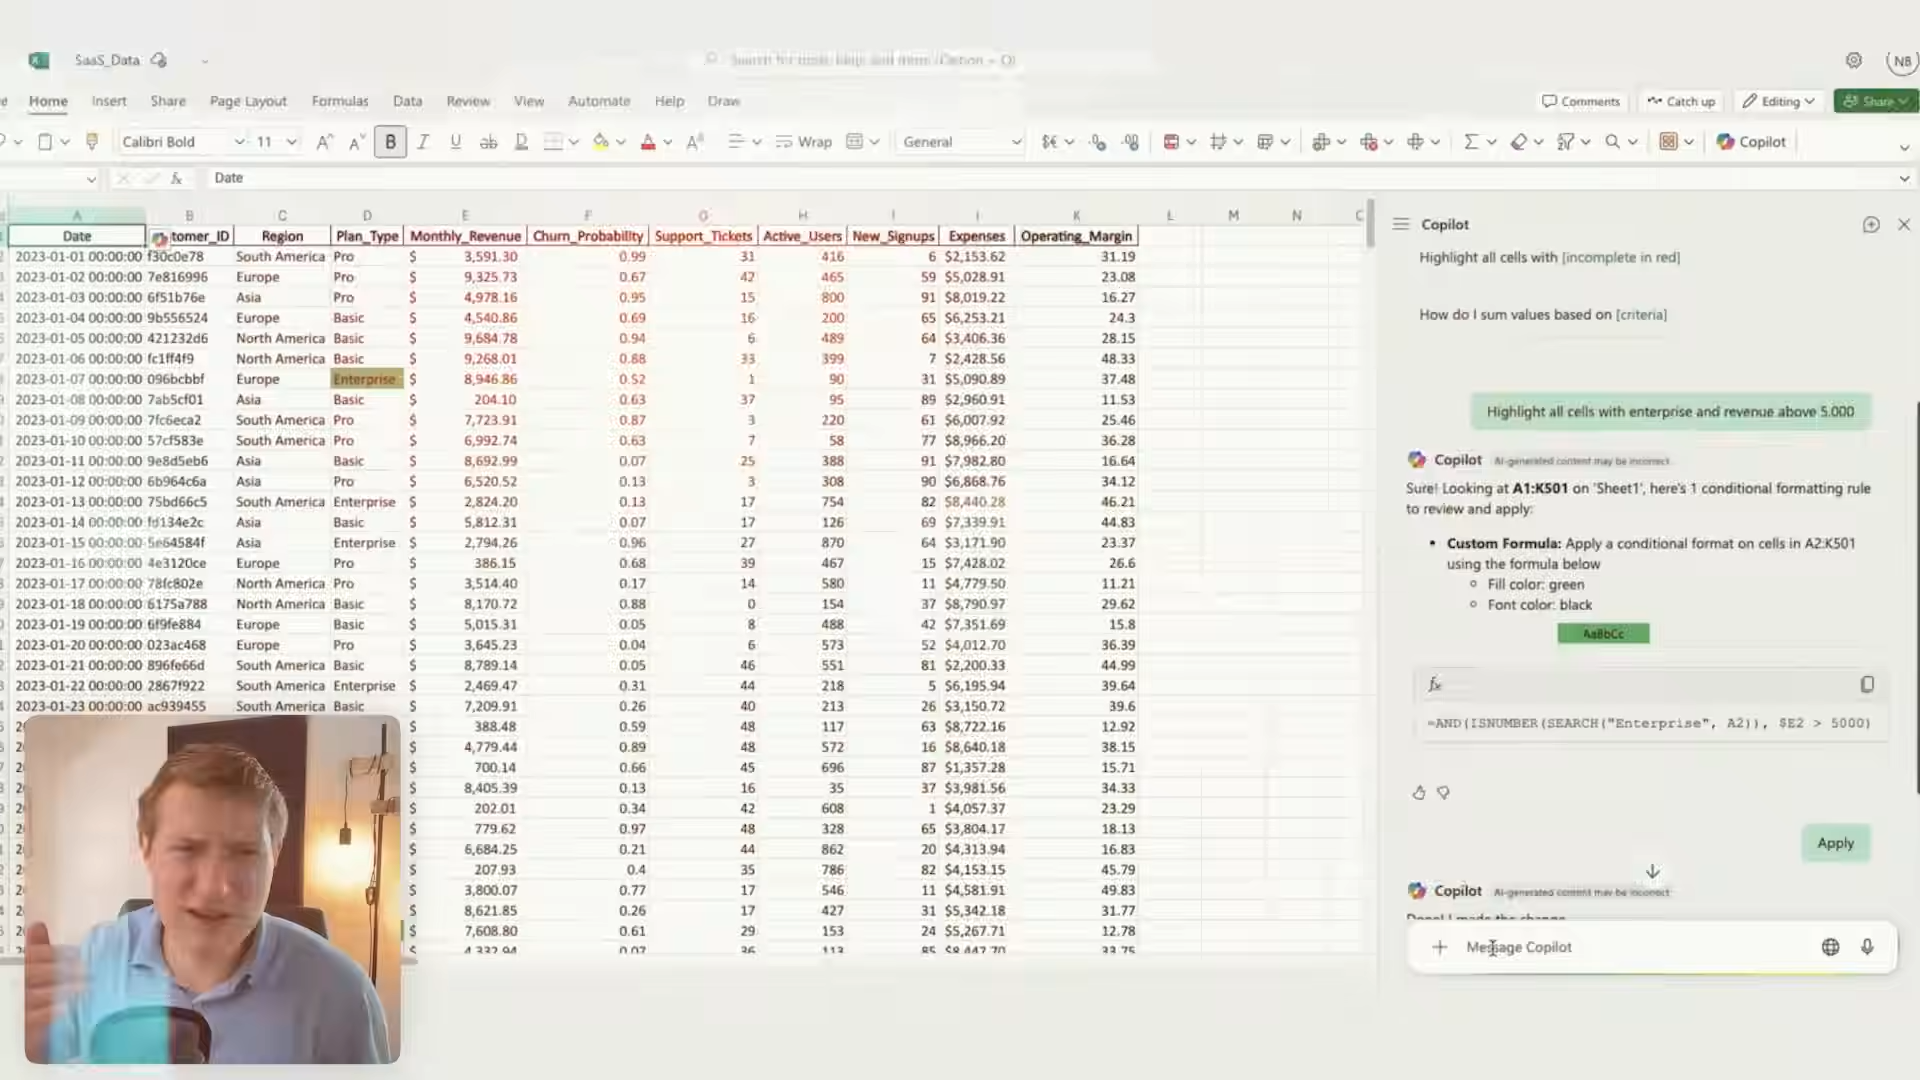 SaaS_Data
NB
Home Insert Share Page Layout Formulas Data Review View Automate Help Draw
Comments Catch up Editing Share
Calibri Bold 11 B I U ab Wrap General $€ Copilot
fx Date
A B C D E F G H I K L M N
Date tomer_ID Region Plan_Type Monthly_Revenue Churn_Probability Support_Tickets Active_Users New_Signups Expenses Operating_Margin
2023-01-01 00:00:00 f30c0e78 South America Pro $ 3,591.30 0.99 31 416 6 $2,153.62 31.19
2023-01-02 00:00:00 7e816996 Europe Pro $ 9,325.73 0.67 42 465 59 $5,028.91 23.08
2023-01-03 00:00:00 6f51b76e Asia Pro $ 4,978.16 0.95 15 800 91 $8,019.22 16.27
2023-01-04 00:00:00 9b556524 Europe Basic $ 4,540.86 0.69 16 200 65 $6,253.21 24.3
2023-01-05 00:00:00 421232d6 North America Basic $ 9,684.78 0.94 6 489 64 $3,406.36 28.15
2023-01-06 00:00:00 fc1ff4f9 North America Basic $ 9,268.01 0.88 33 399 7 $2,428.56 48.33
2023-01-07 00:00:00 096bcbbf Europe Enterprise $ 8,946.86 0.52 1 90 31 $5,090.89 37.48
2023-01-08 00:00:00 7ab5cf01 Asia Basic $ 204.10 0.63 37 95 89 $2,960.91 11.53
2023-01-09 00:00:00 7fc6eca2 South America Pro $ 7,723.91 0.87 3 220 61 $6,007.92 25.46
2023-01-10 00:00:00 57cf583e South America Pro $ 6,992.74 0.63 7 58 77 $8,966.20 36.28
2023-01-11 00:00:00 9e8d5eb6 Asia Basic $ 8,692.99 0.07 25 388 91 $7,982.80 16.64
2023-01-12 00:00:00 6b964c6a Asia Pro $ 6,520.52 0.13 3 308 90 $6,868.76 34.12
2023-01-13 00:00:00 75bd66c5 South America Enterprise $ 2,824.20 0.13 17 754 82 $8,440.28 46.21
2023-01-14 00:00:00 fd134e2c Asia Basic $ 5,812.31 0.07 17 126 69 $7,339.91 44.83
2023-01-15 00:00:00 5e64584f Asia Enterprise $ 2,794.26 0.96 27 870 64 $3,171.90 23.37
2023-01-16 00:00:00 4e3120ce Europe Pro $ 386.15 0.68 39 467 15 $7,428.02 26.6
2023-01-17 00:00:00 78fc802e North America Pro $ 3,514.40 0.17 14 580 11 $4,779.50 11.21
2023-01-18 00:00:00 6175a788 North America Basic $ 8,170.72 0.88 0 154 37 $8,790.97 29.62
2023-01-19 00:00:00 6f9fe884 Europe Basic $ 5,015.31 0.05 8 488 42 $7,351.69 15.8
2023-01-20 00:00:00 023ac468 Europe Pro $ 3,645.23 0.04 6 573 52 $4,012.70 36.39
2023-01-21 00:00:00 896fe66d South America Basic $ 8,789.14 0.05 46 551 81 $2,200.33 44.99
2023-01-22 00:00:00 2867f922 South America Enterprise $ 2,469.47 0.31 44 218 5 $6,195.94 39.64
2023-01-23 00:00:00 ac939455 South America Basic $ 7,209.91 0.26 40 213 26 $3,150.72 39.6
$ 388.48 0.59 48 117 63 $8,722.16 12.92
$ 4,779.44 0.89 48 572 16 $8,640.18 38.15
$ 700.14 0.66 45 696 87 $1,357.28 15.71
$ 8,405.39 0.13 16 35 37 $3,981.56 34.33
$ 202.01 0.34 42 608 1 $4,057.37 23.29
$ 779.62 0.97 48 328 65 $3,804.17 18.13
$ 6,684.25 0.21 44 862 20 $4,313.94 16.83
$ 207.93 0.4 35 786 82 $4,153.15 45.79
$ 3,800.07 0.77 17 546 11 $4,581.91 49.83
$ 8,621.85 0.26 17 427 31 $5,342.18 31.77
$ 7,608.80 0.61 29 153 24 $5,267.71 12.78
$ 4,332.94 0.07 36 113 85 $8,447.70 33.75
Copilot
Highlight all cells with [incomplete in red]
How do I sum values based on [criteria]
Highlight all cells with enterprise and revenue above 5.000
Copilot AI-generated content may be incorrect
Sure! Looking at A1:K501 on 'Sheet1', here's 1 conditional formatting rule
to review and apply:
• Custom Formula: Apply a conditional format on cells in A2:K501
using the formula below
Fill color: green
Font color: black
AaBbCc
fx
=AND(ISNUMBER(SEARCH("Enterprise", A2)), $E2 > 5000)
Apply
Copilot AI-generated content may be incorrect
Done! I made the change
Message Copilot